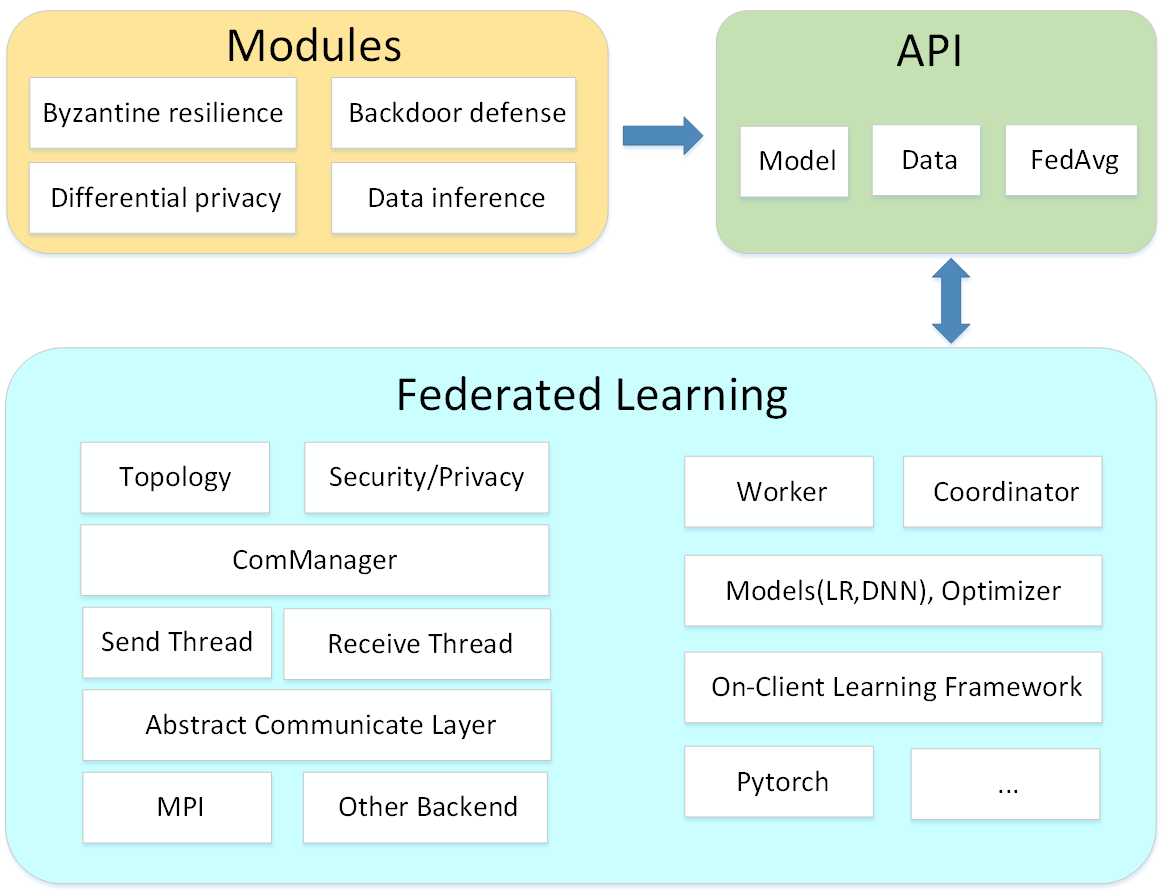 Modules
Byzantine resilience
Backdoor defense
Differential privacy
Data inference
API
Model
Data
FedAvg
Federated Learning
Topology
Security/Privacy
ComManager
Send Thread
Receive Thread
Abstract Communicate Layer
MPI
Other Backend
Worker
Coordinator
Models(LR,DNN), Optimizer
On-Client Learning Framework
Pytorch
...